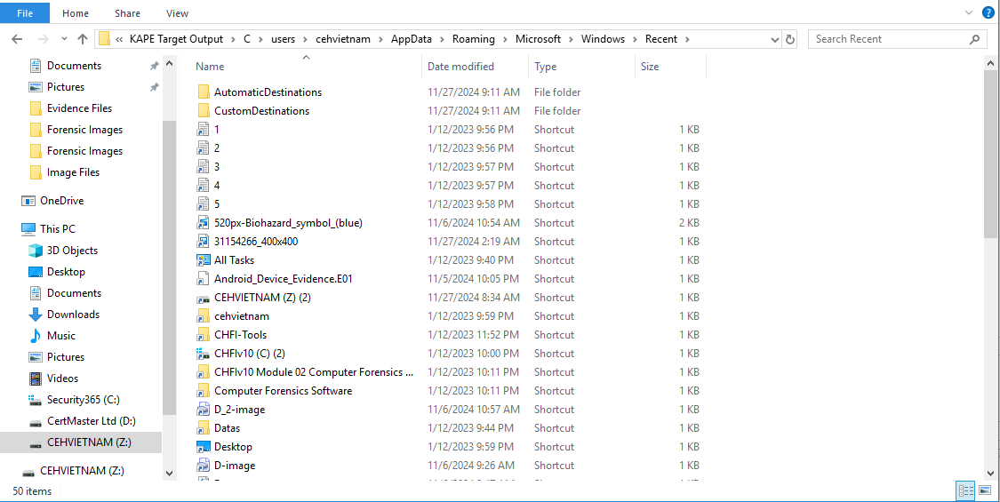 File Home Share View
« KAPE Target Output > C > users > cehvietnam > AppData > Roaming > Microsoft > Windows > Recent > Search Recent
Documents
Pictures
Evidence Files
Forensic Images
Forensic Images
Image Files
OneDrive
This PC
3D Objects
Desktop
Documents
Downloads
Music
Pictures
Videos
Security365 (C:)
CertMaster Ltd (D:)
CEHVIETNAM (Z:)
CEHVIETNAM (Z:)
Name Date modified Type Size
AutomaticDestinations 11/27/2024 9:11 AM File folder
CustomDestinations 11/27/2024 9:11 AM File folder
1 1/12/2023 9:56 PM Shortcut 1 KB
2 1/12/2023 9:56 PM Shortcut 1 KB
3 1/12/2023 9:57 PM Shortcut 1 KB
4 1/12/2023 9:57 PM Shortcut 1 KB
5 1/12/2023 9:58 PM Shortcut 1 KB
520px-Biohazard_symbol_(blue) 11/6/2024 10:54 AM Shortcut 2 KB
31154266_400x400 11/27/2024 2:19 AM Shortcut 1 KB
All Tasks 1/12/2023 9:40 PM Shortcut 1 KB
Android_Device_Evidence.E01 11/5/2024 10:05 PM Shortcut 1 KB
CEHVIETNAM (Z) (2) 11/27/2024 8:34 AM Shortcut 1 KB
cehvietnam 1/12/2023 9:59 PM Shortcut 1 KB
CHFI-Tools 1/12/2023 11:52 PM Shortcut 1 KB
CHFIv10 (C) (2) 1/12/2023 10:00 PM Shortcut 1 KB
CHFIv10 Module 02 Computer Forensics ... 1/12/2023 10:11 PM Shortcut 1 KB
Computer Forensics Software 1/12/2023 10:11 PM Shortcut 1 KB
D_2-image 11/6/2024 10:57 AM Shortcut 1 KB
Datas 1/12/2023 9:44 PM Shortcut 1 KB
Desktop 1/12/2023 9:59 PM Shortcut 1 KB
D-image 11/6/2024 9:26 AM Shortcut 1 KB
50 items